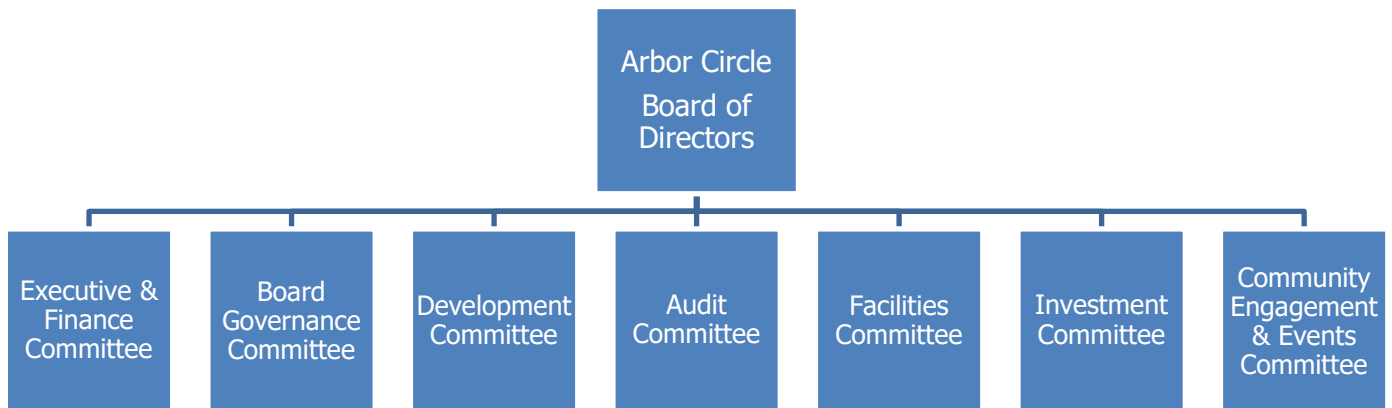 Arbor Circle
Board of
Directors
Executive &
Finance
Committee
Board
Governance
Committee
Development
Committee
Audit
Committee
Facilities
Committee
Investment
Committee
Community
Engagement
& Events
Committee